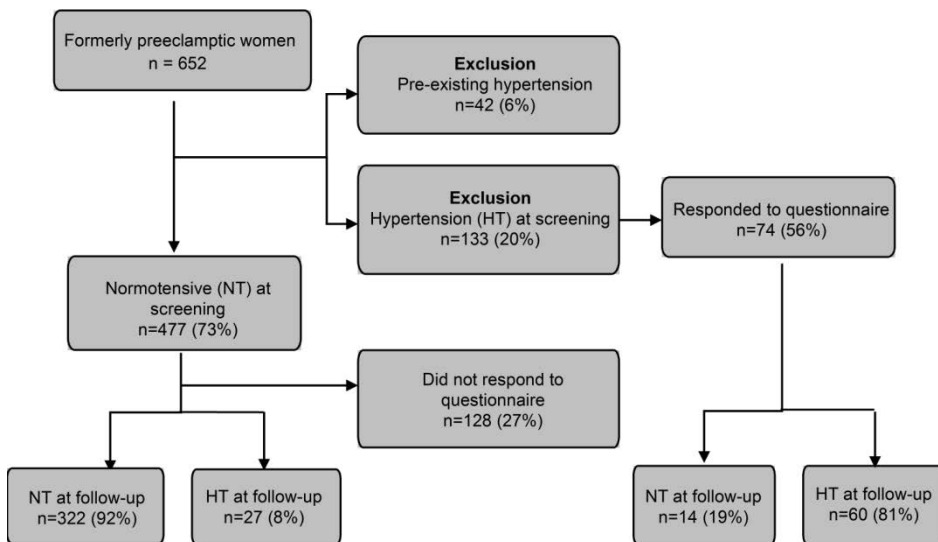 Formerly preeclamptic women
n = 652
Exclusion
Pre-existing hypertension
n=42 (6%)
Exclusion
Hypertension (HT) at screening
n=133 (20%)
Responded to questionnaire
n=74 (56%)
Normotensive (NT) at
screening
n=477 (73%)
Did not respond to
questionnaire
n=128 (27%)
NT at follow-up
n=322 (92%)
HT at follow-up
n=27 (8%)
NT at follow-up
n=14 (19%)
HT at follow-up
n=60 (81%)